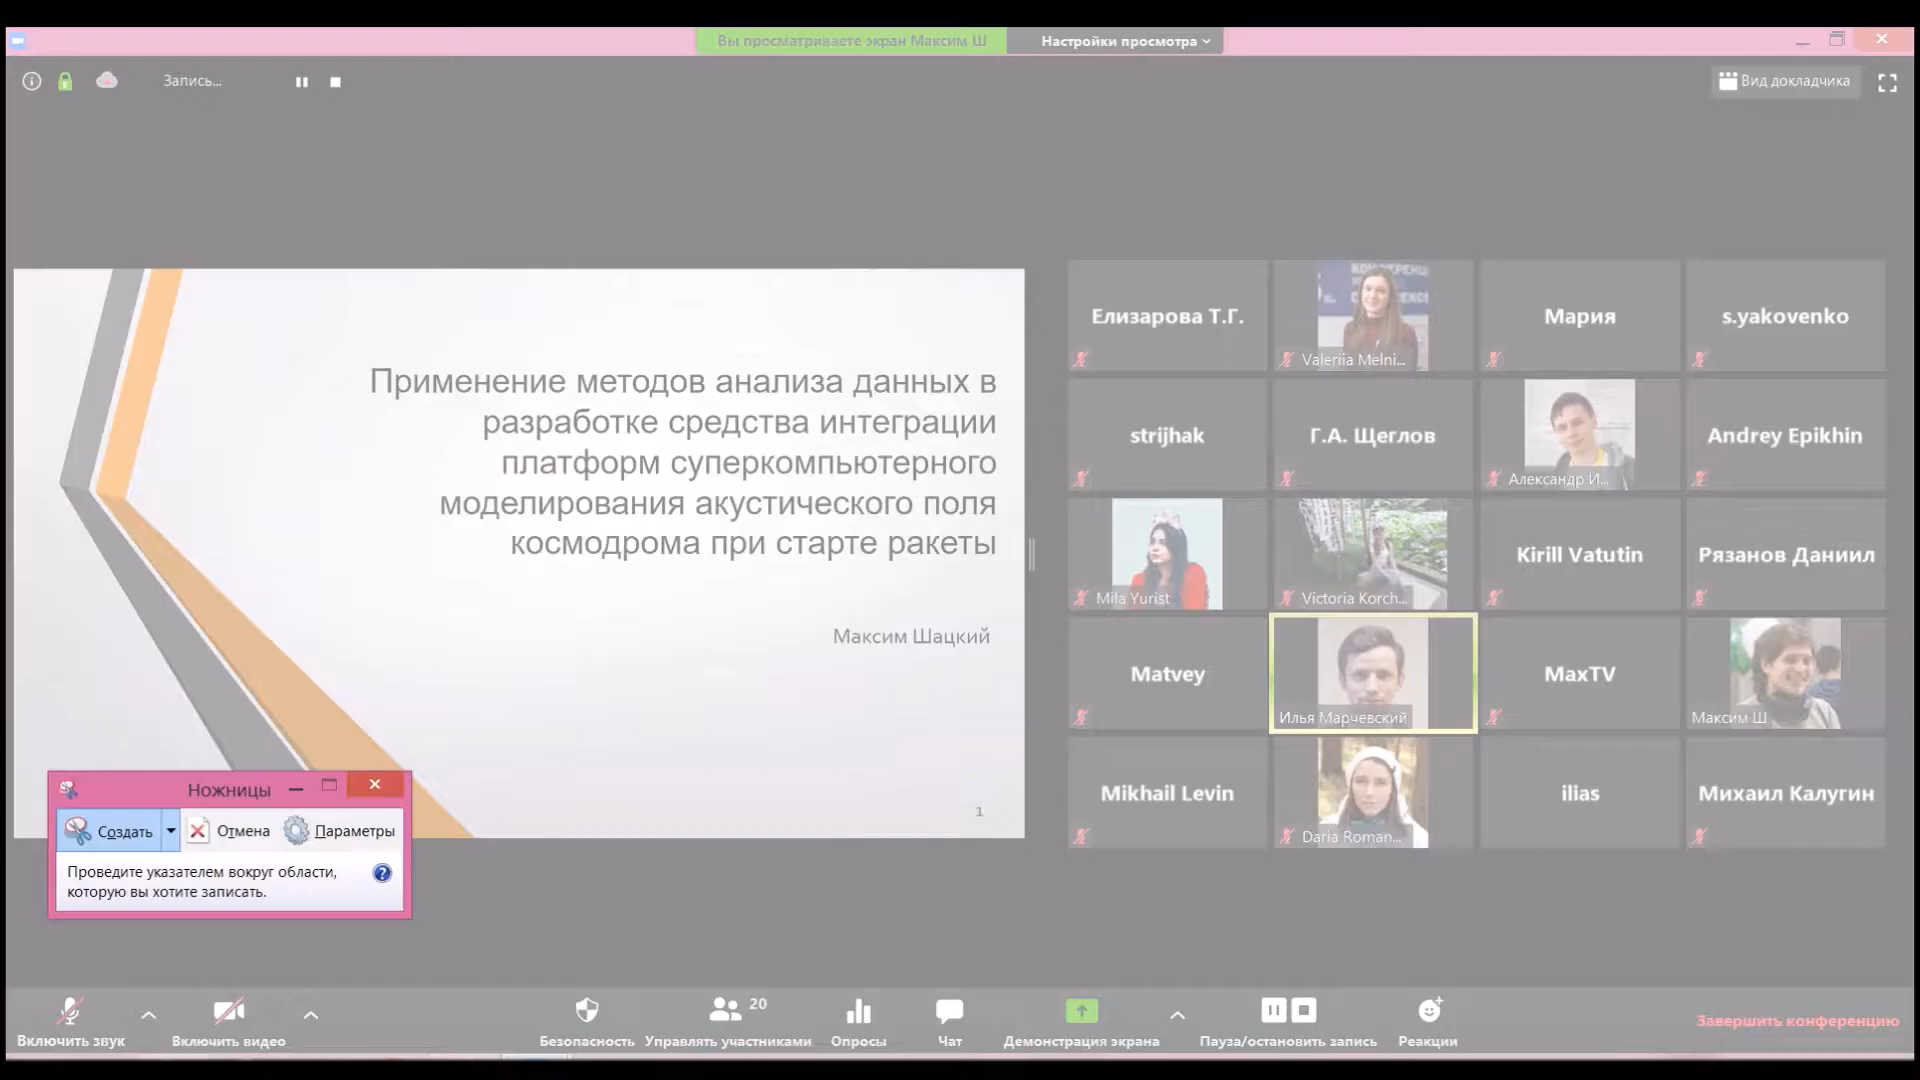 Вы просматриваете экран Максим Ш
Настройки просмотра
Запись...
Вид докладчика
Применение методов анализа данных в
разработке средства интеграции
платформ суперкомпьютерного
моделирования акустического поля
космодрома при старте ракеты
Максим Шацкий
1
Елизарова Т.Г.
Valeriia Melni...
Мария
s.yakovenko
strijhak
Г.А. Щеглов
Александр И...
Andrey Epikhin
Mila Yurist
Victoria Korch...
Kirill Vatutin
Рязанов Даниил
Matvey
Илья Марчевский
MaxTV
Максим Ш
Mikhail Levin
Daria Roman...
ilias
Михаил Калугин
Ножницы
Создать
Отмена
Параметры
Проведите указателем вокруг области,
которую вы хотите записать.
Включить звук
Включить видео
Безопасность
Управлять участниками
20
Опросы
Чат
Демонстрация экрана
Пауза/остановить запись
Реакции
Завершить конференцию